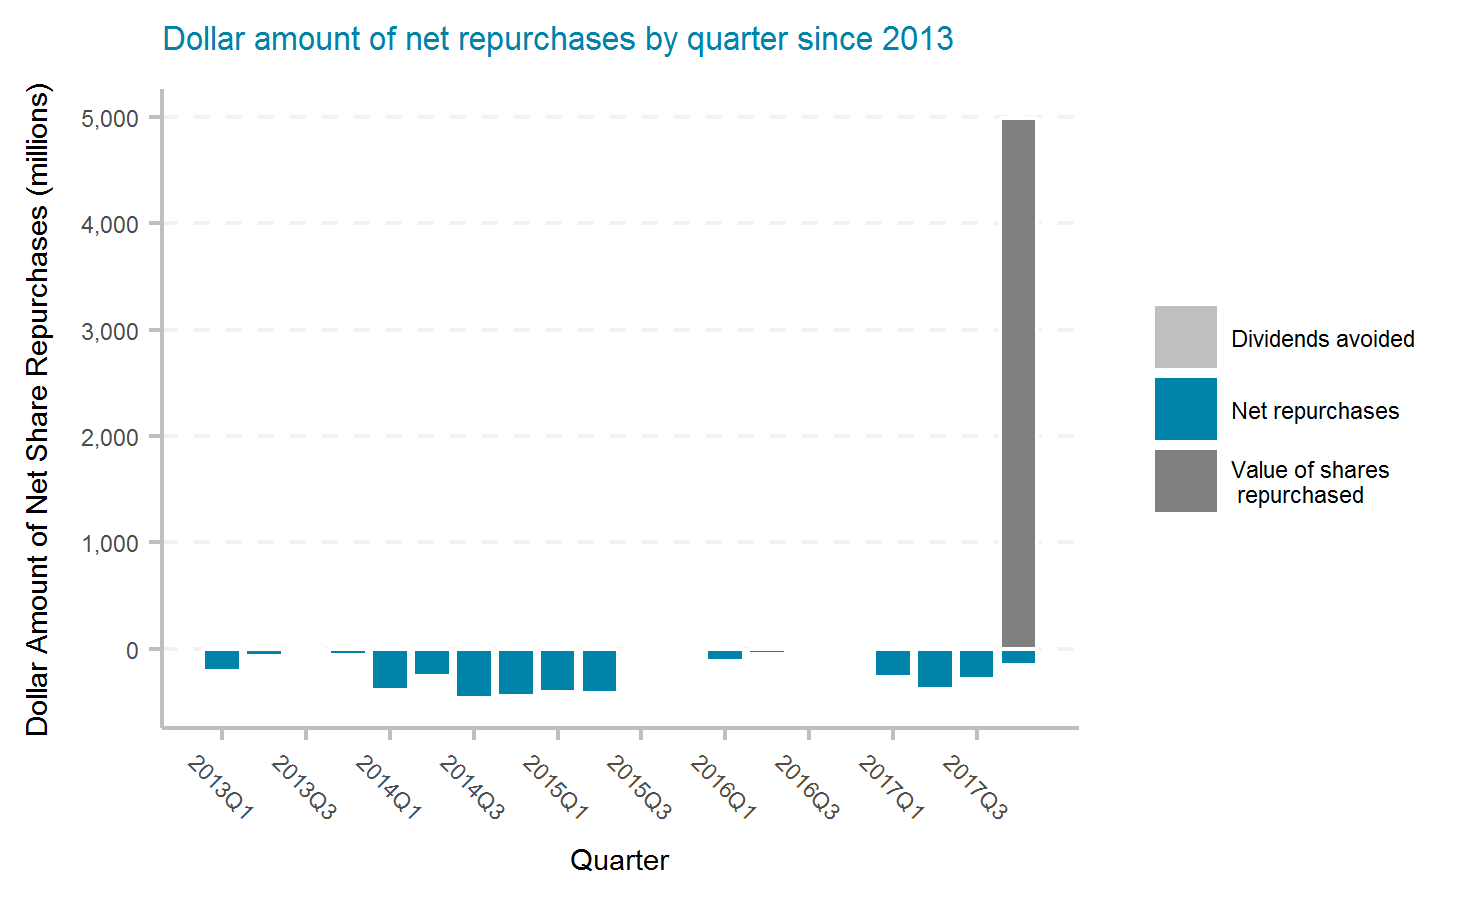 Dollar amount of net repurchases by quarter since 2013
Dollar Amount of Net Share Repurchases (millions)
5,000
4,000
3,000
2,000
1,000
0
2013Q1
2013Q3
2014Q1
2014Q3
2015Q1
2015Q3
2016Q1
2016Q3
2017Q1
2017Q3
Quarter
Dividends avoided
Net repurchases
Value of shares
repurchased